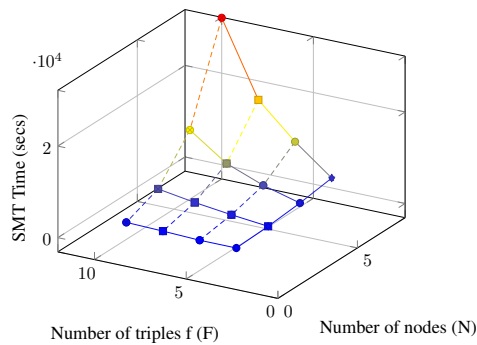 ·10⁴
2
0
SMT Time (secs)
10
5
0
0
5
Number of triples f (F)
Number of nodes (N)